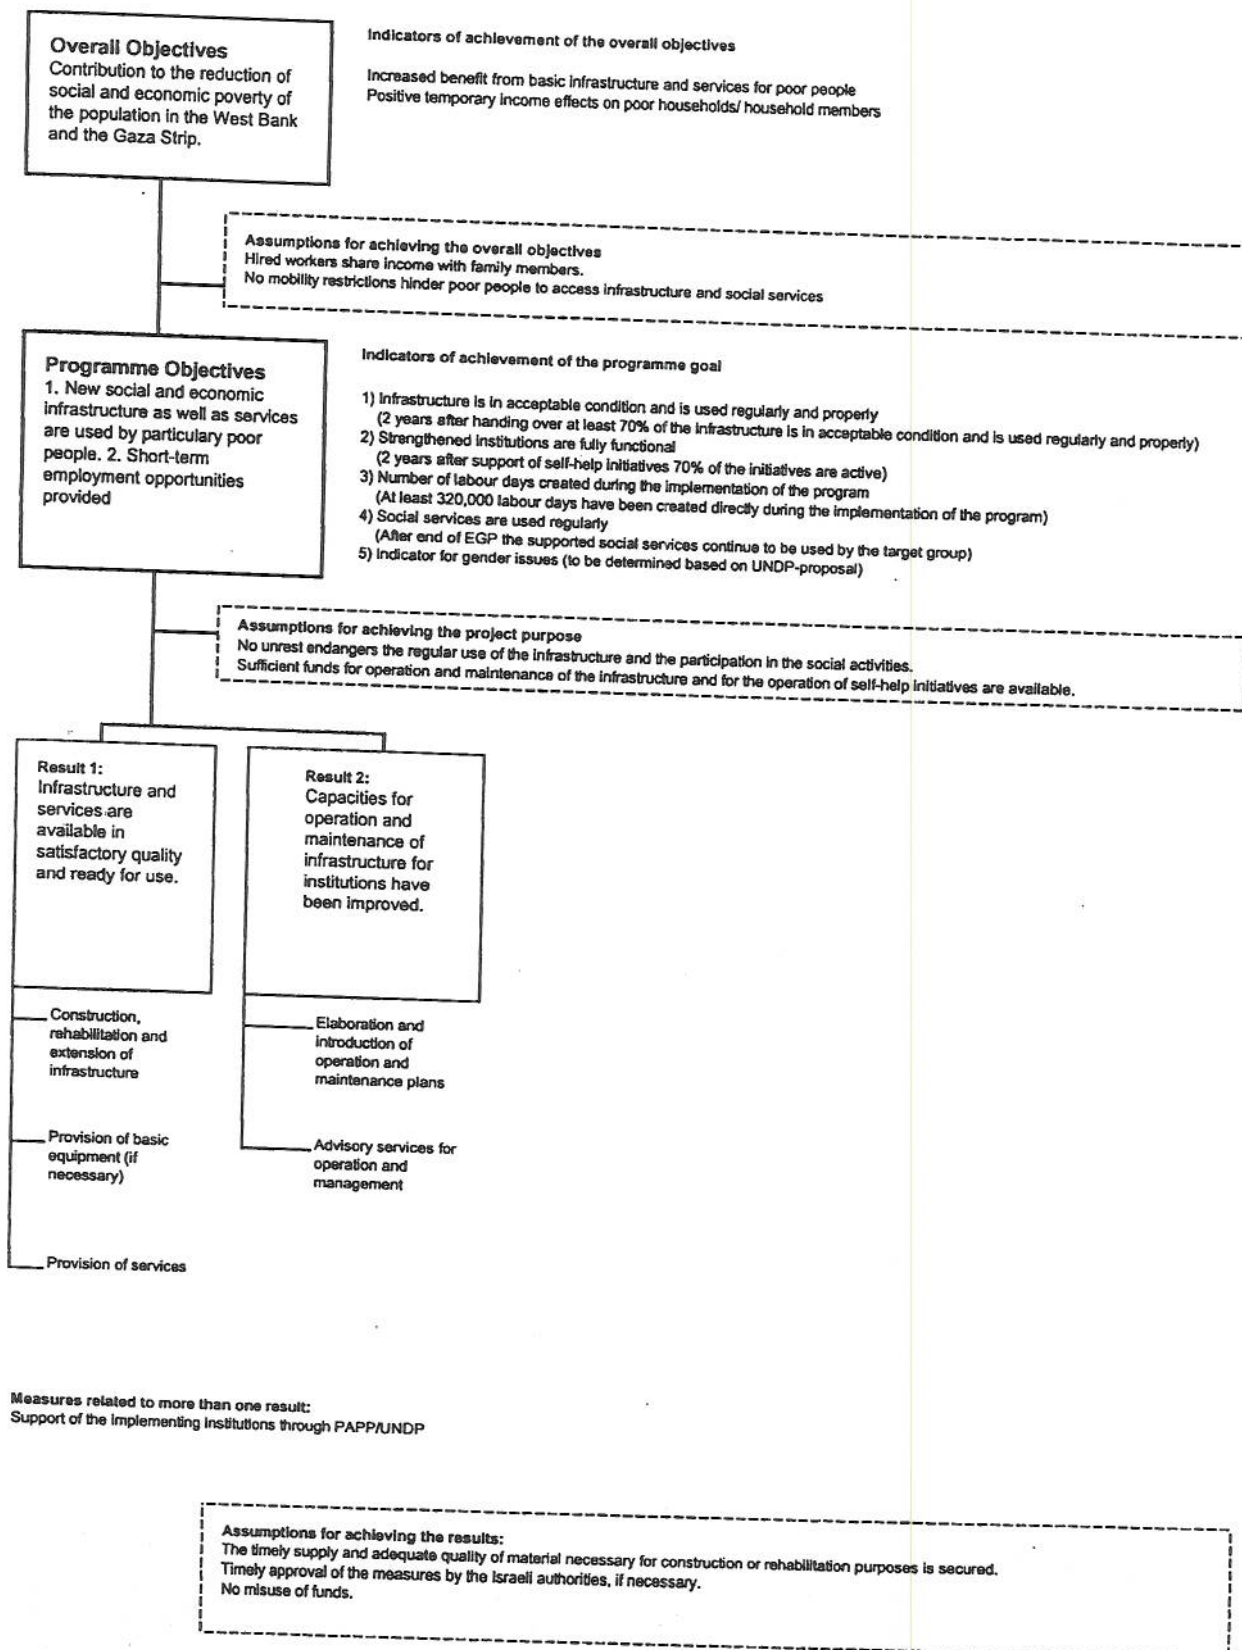 Overall Objectives
Contribution to the reduction of
social and economic poverty of
the population in the West Bank
and the Gaza Strip.
Indicators of achievement of the overall objectives
Increased benefit from basic infrastructure and services for poor people
Positive temporary income effects on poor households/ household members
Assumptions for achieving the overall objectives
Hired workers share income with family members.
No mobility restrictions hinder poor people to access infrastructure and social services
Programme Objectives
1. New social and economic
infrastructure as well as services
are used by particulary poor
people. 2. Short-term
employment opportunities
provided
Indicators of achievement of the programme goal
1) Infrastructure is in acceptable condition and is used regularly and properly
(2 years after handing over at least 70% of the infrastructure is in acceptable condition and is used regularly and properly)
2) Strengthened institutions are fully functional
(2 years after support of self-help initiatives 70% of the initiatives are active)
3) Number of labour days created during the implementation of the program
(At least 320,000 labour days have been created directly during the implementation of the program)
4) Social services are used regularly
(After end of EGP the supported social services continue to be used by the target group)
5) Indicator for gender issues (to be determined based on UNDP-proposal)
Assumptions for achieving the project purpose
No unrest endangers the regular use of the infrastructure and the participation in the social activities.
Sufficient funds for operation and maintenance of the infrastructure and for the operation of self-help initiatives are available.
Result 1:
Infrastructure and
services are
available in
satisfactory quality
and ready for use.
Result 2:
Capacities for
operation and
maintenance of
infrastructure for
institutions have
been improved.
Construction,
rehabilitation and
extension of
infrastructure
Provision of basic
equipment (if
necessary)
Provision of services
Elaboration and
introduction of
operation and
maintenance plans
Advisory services for
operation and
management
Measures related to more than one result:
Support of the implementing institutions through PAPP/UNDP
Assumptions for achieving the results:
The timely supply and adequate quality of material necessary for construction or rehabilitation purposes is secured.
Timely approval of the measures by the Israeli authorities, if necessary.
No misuse of funds.